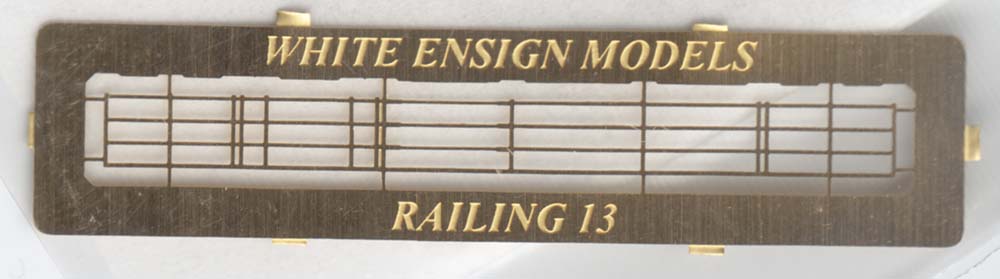 WHITE ENSIGN MODELS
RAILING 13